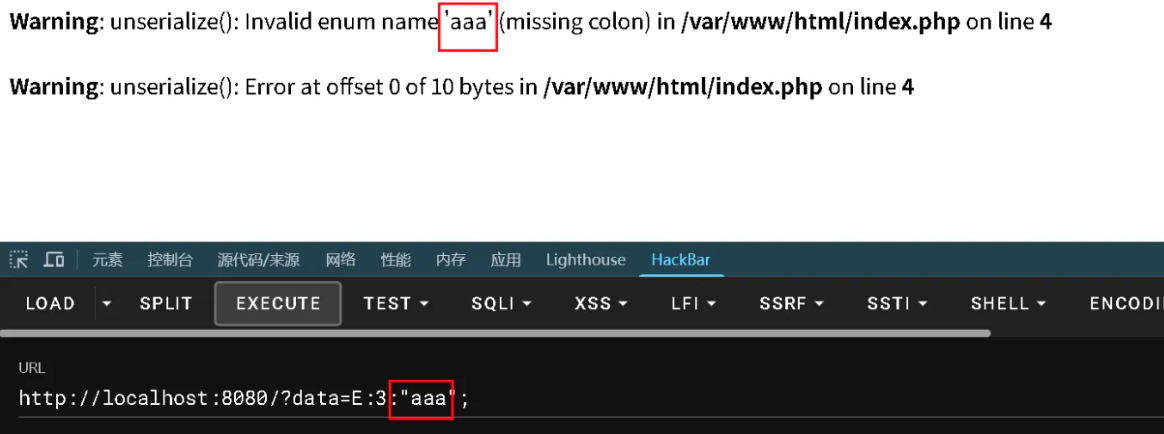 Warning: unserialize(): Invalid enum name 'aaa' (missing colon) in /var/www/html/index.php on line 4
Warning: unserialize(): Error at offset 0 of 10 bytes in /var/www/html/index.php on line 4
元素 控制台 源代码/来源 网络 性能 内存 应用 Lighthouse HackBar
LOAD SPLIT EXECUTE TEST SQLI XSS LFI SSRF SSTI SHELL ENCODI
URL
http://localhost:8080/?data=E:3:"aaa";